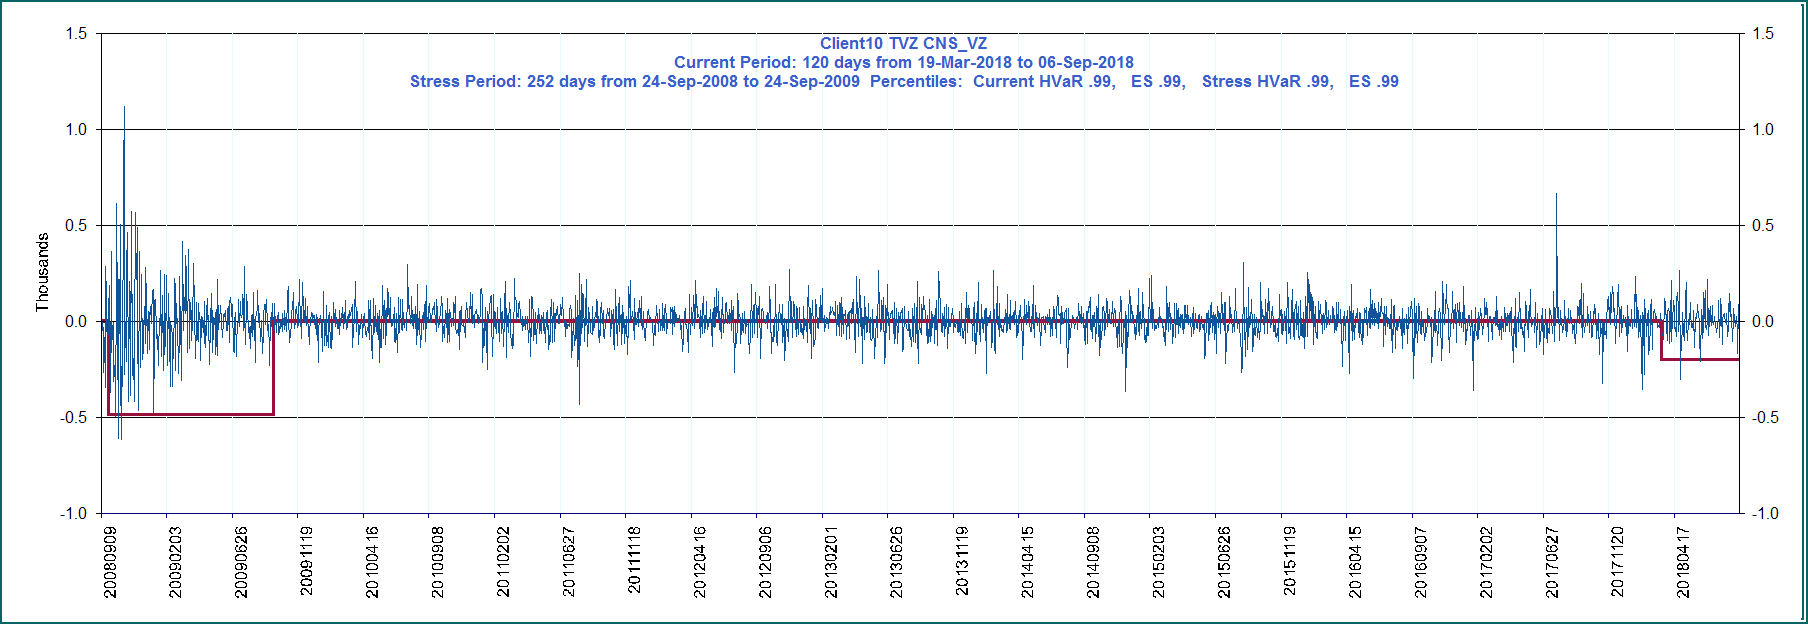 Client10 TVZ CNS_VZ
Current Period: 120 days from 19-Mar-2018 to 06-Sep-2018
Stress Period: 252 days from 24-Sep-2008 to 24-Sep-2009  Percentiles:  Current HVaR .99,   ES .99,   Stress HVaR .99,   ES .99
1.5 1.5
1.0 1.0
0.5 0.5
Thousands
0.0 0.0
-0.5 -0.5
-1.0 -1.0
20080909 20090203 20090626 20091119 20100416 20100908 20110202 20110627 20111118 20120416 20120906 20130201 20130626 20131119 20140415 20140908 20150203 20150626 20151119 20160415 20160907 20170202 20170627 20171120 20180417